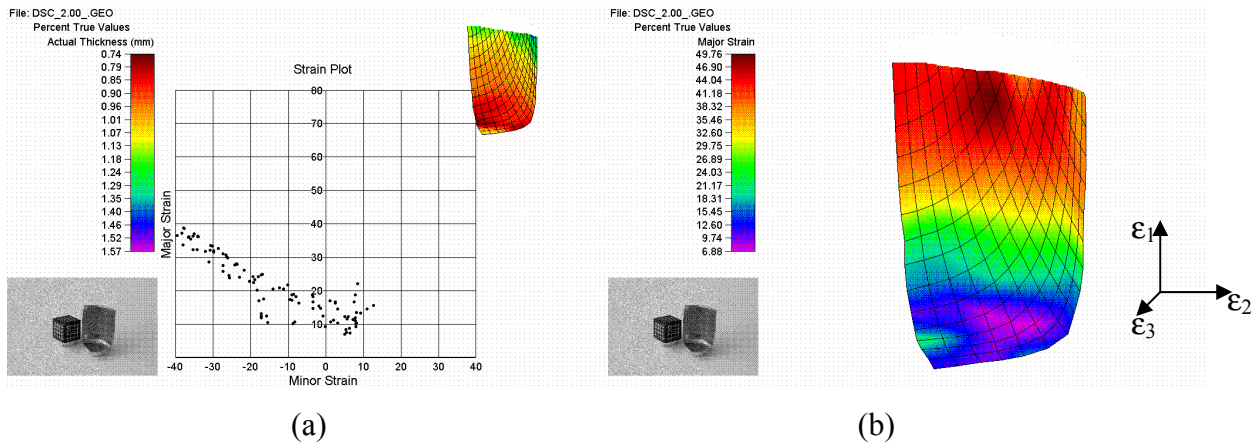 File: DSC_2.00_.GEO
Percent True Values
Actual Thickness (mm)
0.74
0.79
0.85
0.90
0.96
1.01
1.07
1.13
1.18
1.24
1.29
1.35
1.40
1.46
1.52
1.57
Strain Plot
80
70
60
50
40
30
20
10
Major Strain
-40 -30 -20 -10 0 10 20 30 40
Minor Strain
(a)
File: DSC_2.00_.GEO
Percent True Values
Major Strain
49.76
46.90
44.04
41.18
38.32
35.46
32.60
29.75
26.89
24.03
21.17
18.31
15.45
12.60
9.74
6.88
ε1
ε2
ε3
(b)